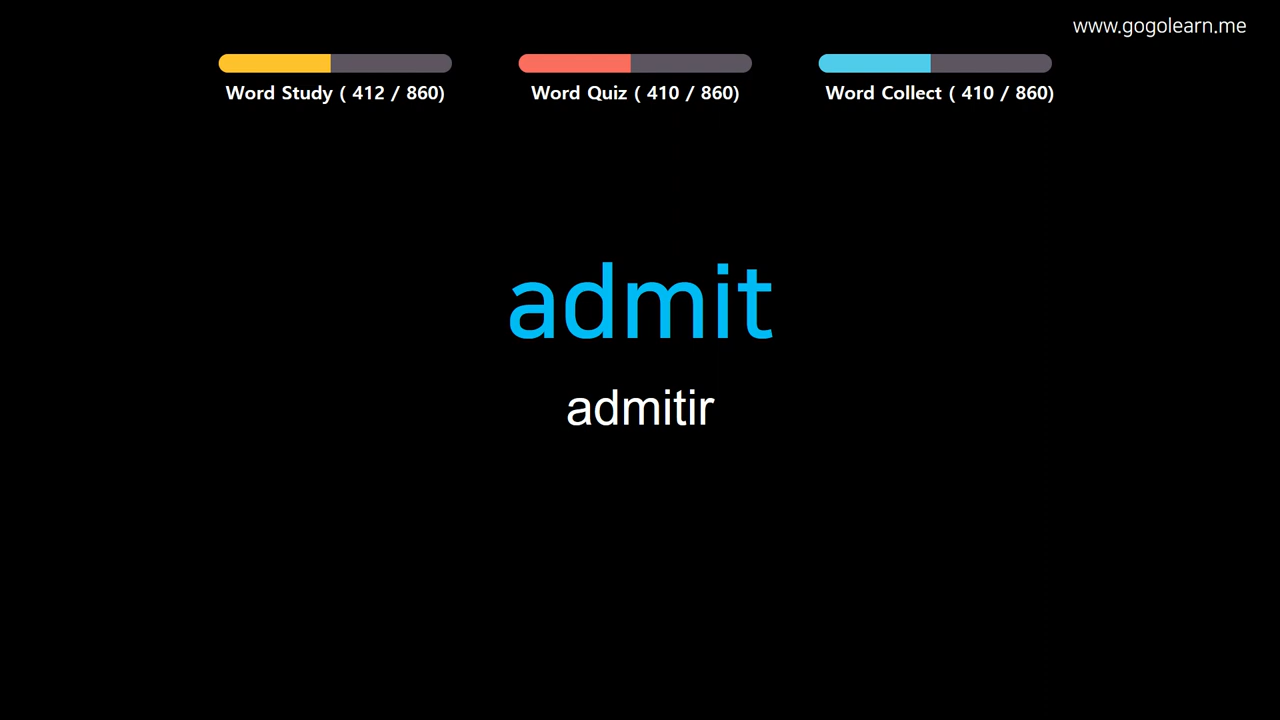 www.gogolearn.me
Word Study ( 412 / 860)
Word Quiz ( 410 / 860)
Word Collect ( 410 / 860)
admit
admitir